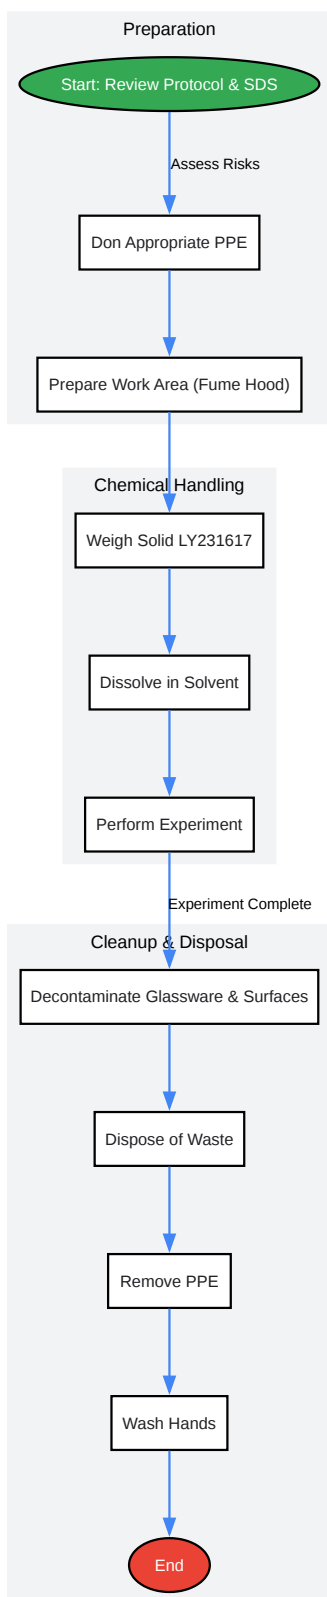 Preparation
Start: Review Protocol & SDS
Assess Risks
Don Appropriate PPE
Prepare Work Area (Fume Hood)
Chemical Handling
Weigh Solid LY231617
Dissolve in Solvent
Perform Experiment
Experiment Complete
Cleanup & Disposal
Decontaminate Glassware & Surfaces
Dispose of Waste
Remove PPE
Wash Hands
End